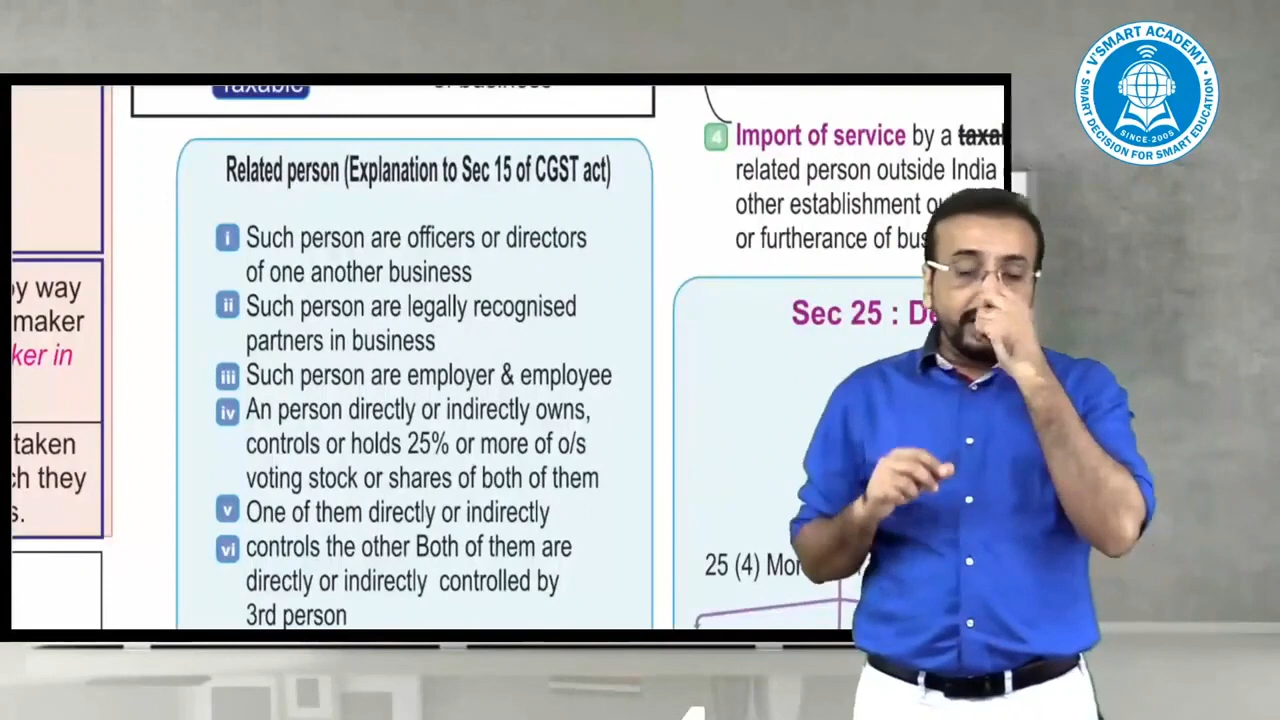 V'SMART ACADEMY
SINCE-2005
SMART DECISION FOR SMART EDUCATION
Taxable
of business
Related person (Explanation to Sec 15 of CGST act)
i Such person are officers or directors
of one another business
ii Such person are legally recognised
partners in business
iii Such person are employer & employee
iv An person directly or indirectly owns,
controls or holds 25% or more of o/s
voting stock or shares of both of them
v One of them directly or indirectly
vi controls the other Both of them are
directly or indirectly controlled by
3rd person
by way
maker
ker in
taken
ch they
s.
4 Import of service by a
related person outside India
other establishment
or furtherance of
Sec 25 :
25 (4)